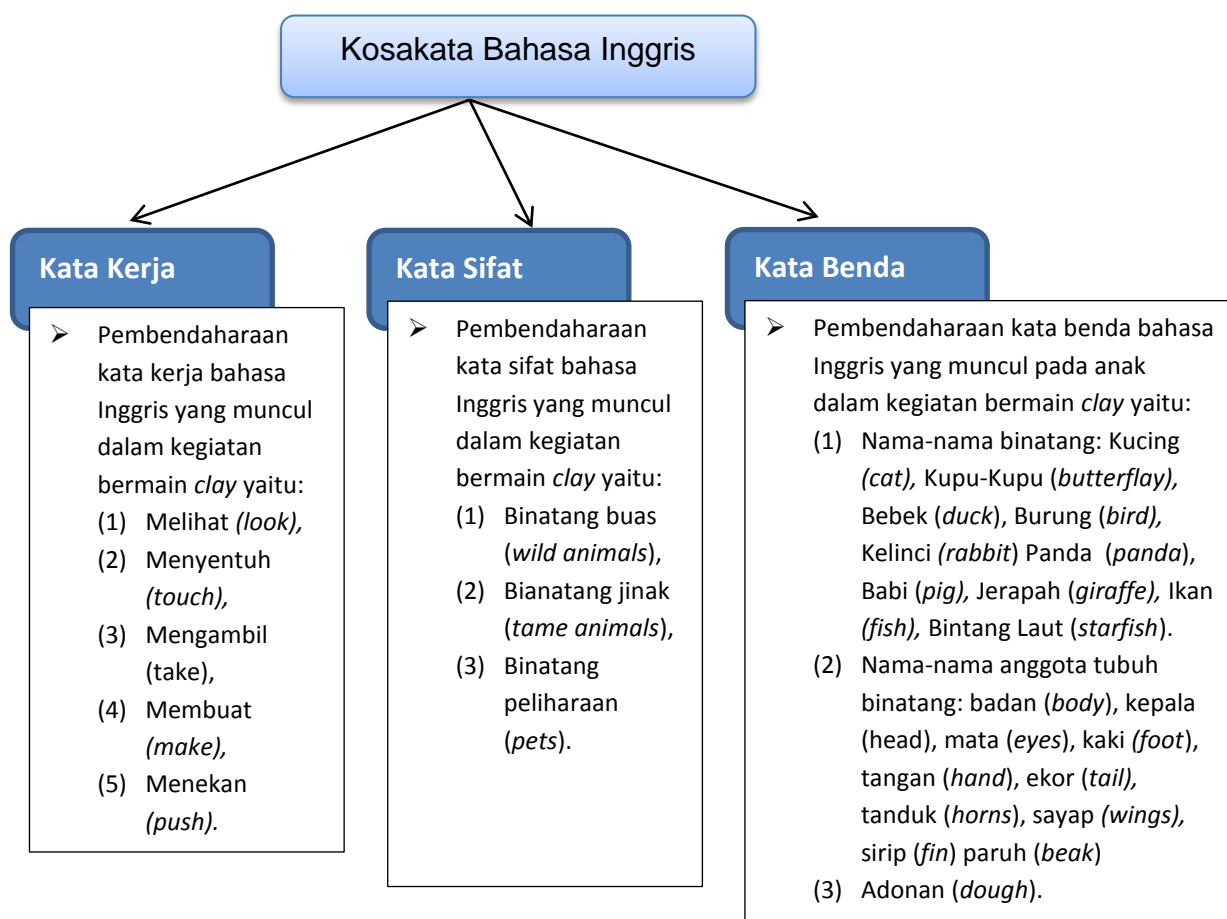 Kosakata Bahasa Inggris
Kata Kerja
➢ Pembendaharaan
kata kerja bahasa
Inggris yang muncul
dalam kegiatan
bermain clay yaitu:
(1) Melihat (look),
(2) Menyentuh
(touch),
(3) Mengambil
(take),
(4) Membuat
(make),
(5) Menekan
(push).
Kata Sifat
➢ Pembendaharaan
kata sifat bahasa
Inggris yang muncul
dalam kegiatan
bermain clay yaitu:
(1) Binatang buas
(wild animals),
(2) Bianatang jinak
(tame animals),
(3) Binatang
peliharaan
(pets).
Kata Benda
➢ Pembendaharaan kata benda bahasa
Inggris yang muncul pada anak
dalam kegiatan bermain clay yaitu:
(1) Nama-nama binatang: Kucing
(cat), Kupu-Kupu (butterflay),
Bebek (duck), Burung (bird),
Kelinci (rabbit) Panda (panda),
Babi (pig), Jerapah (giraffe), Ikan
(fish), Bintang Laut (starfish).
(2) Nama-nama anggota tubuh
binatang: badan (body), kepala
(head), mata (eyes), kaki (foot),
tangan (hand), ekor (tail),
tanduk (horns), sayap (wings),
sirip (fin) paruh (beak)
(3) Adonan (dough).